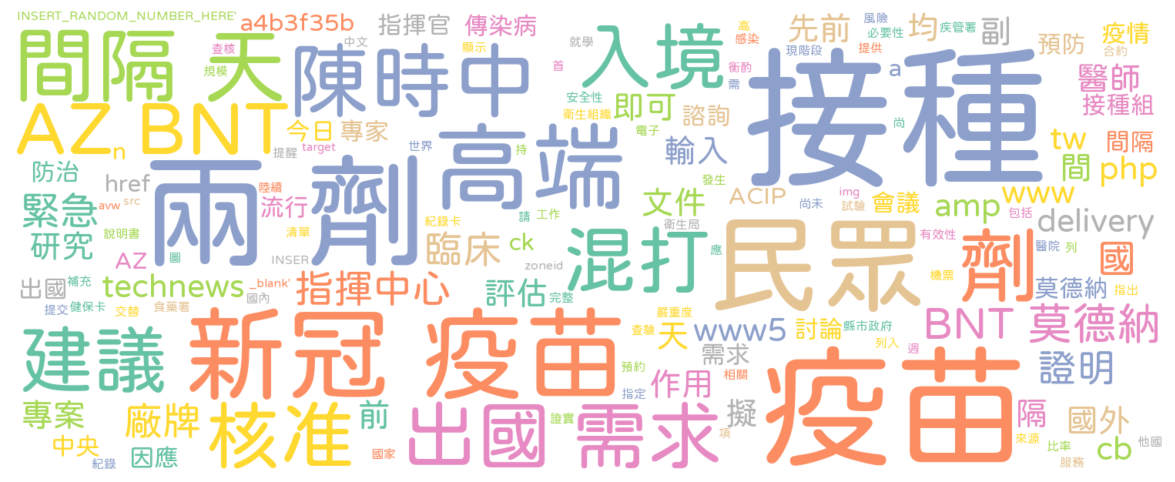 INSERT_RANDOM_NUMBER_HERE'
a4b3f35b
指揮官
傳染病
就學
高
感染
風險
必要性
疾管署
現階段
提供
先前
均
副
預防
疫情
合約
間隔 天
查核
規模
陳時中
中文
顯示
首
入境
衡酌
需
a
接種
醫師
接種組
AZ BNT
n
今日
專家
提醒
target
世界
高端
持
安全性
衛生組織
即可
電子
諮詢
輸入
尚
tw
間隔
間
php
防治
href
avw
src
陸續
流行
清單
兩劑
紀錄卡
請
工作
發生
文件
衛生局
ACIP
尚未
img
試驗
會議
amp
www
包括
delivery
緊急
研究
說明書
AZ
圖
INSER
臨床
ck
zoneid
混打
應
民眾
有效性
機票
劑
醫院
列
國
出國
補充
technews
_blank'
國內
指揮中心
評估
完整
莫德納
指出
提交
健保卡
交替
食藥署
建議
新冠 疫苗
嚴重度
查驗
天
www5
討論
縣市政府
列入
BNT 莫德納
需求
週
預約
相關
指定
作用
疫苗
證明
專案
廠牌
核准
前
出國 需求
證實
擬
項
隔
國外
中央
紀錄
因應
國家
來源
比率
服務
cb
他國